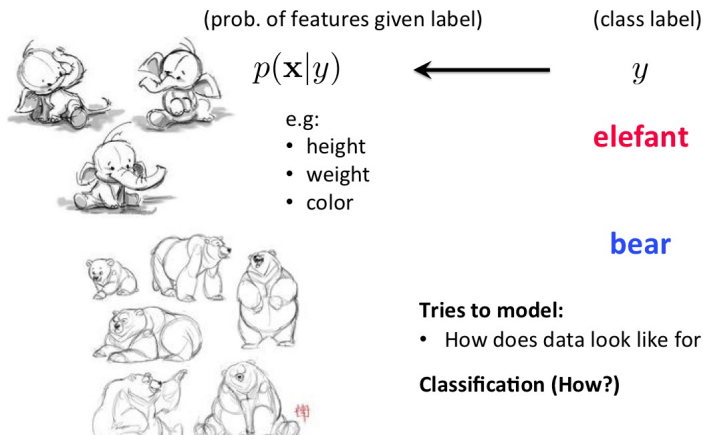 (prob. of features given label)
(class label)
p(x|y)
y
e.g:
• height
• weight
• color
elefant
bear
Tries to model:
• How does data look like for
Classification (How?)